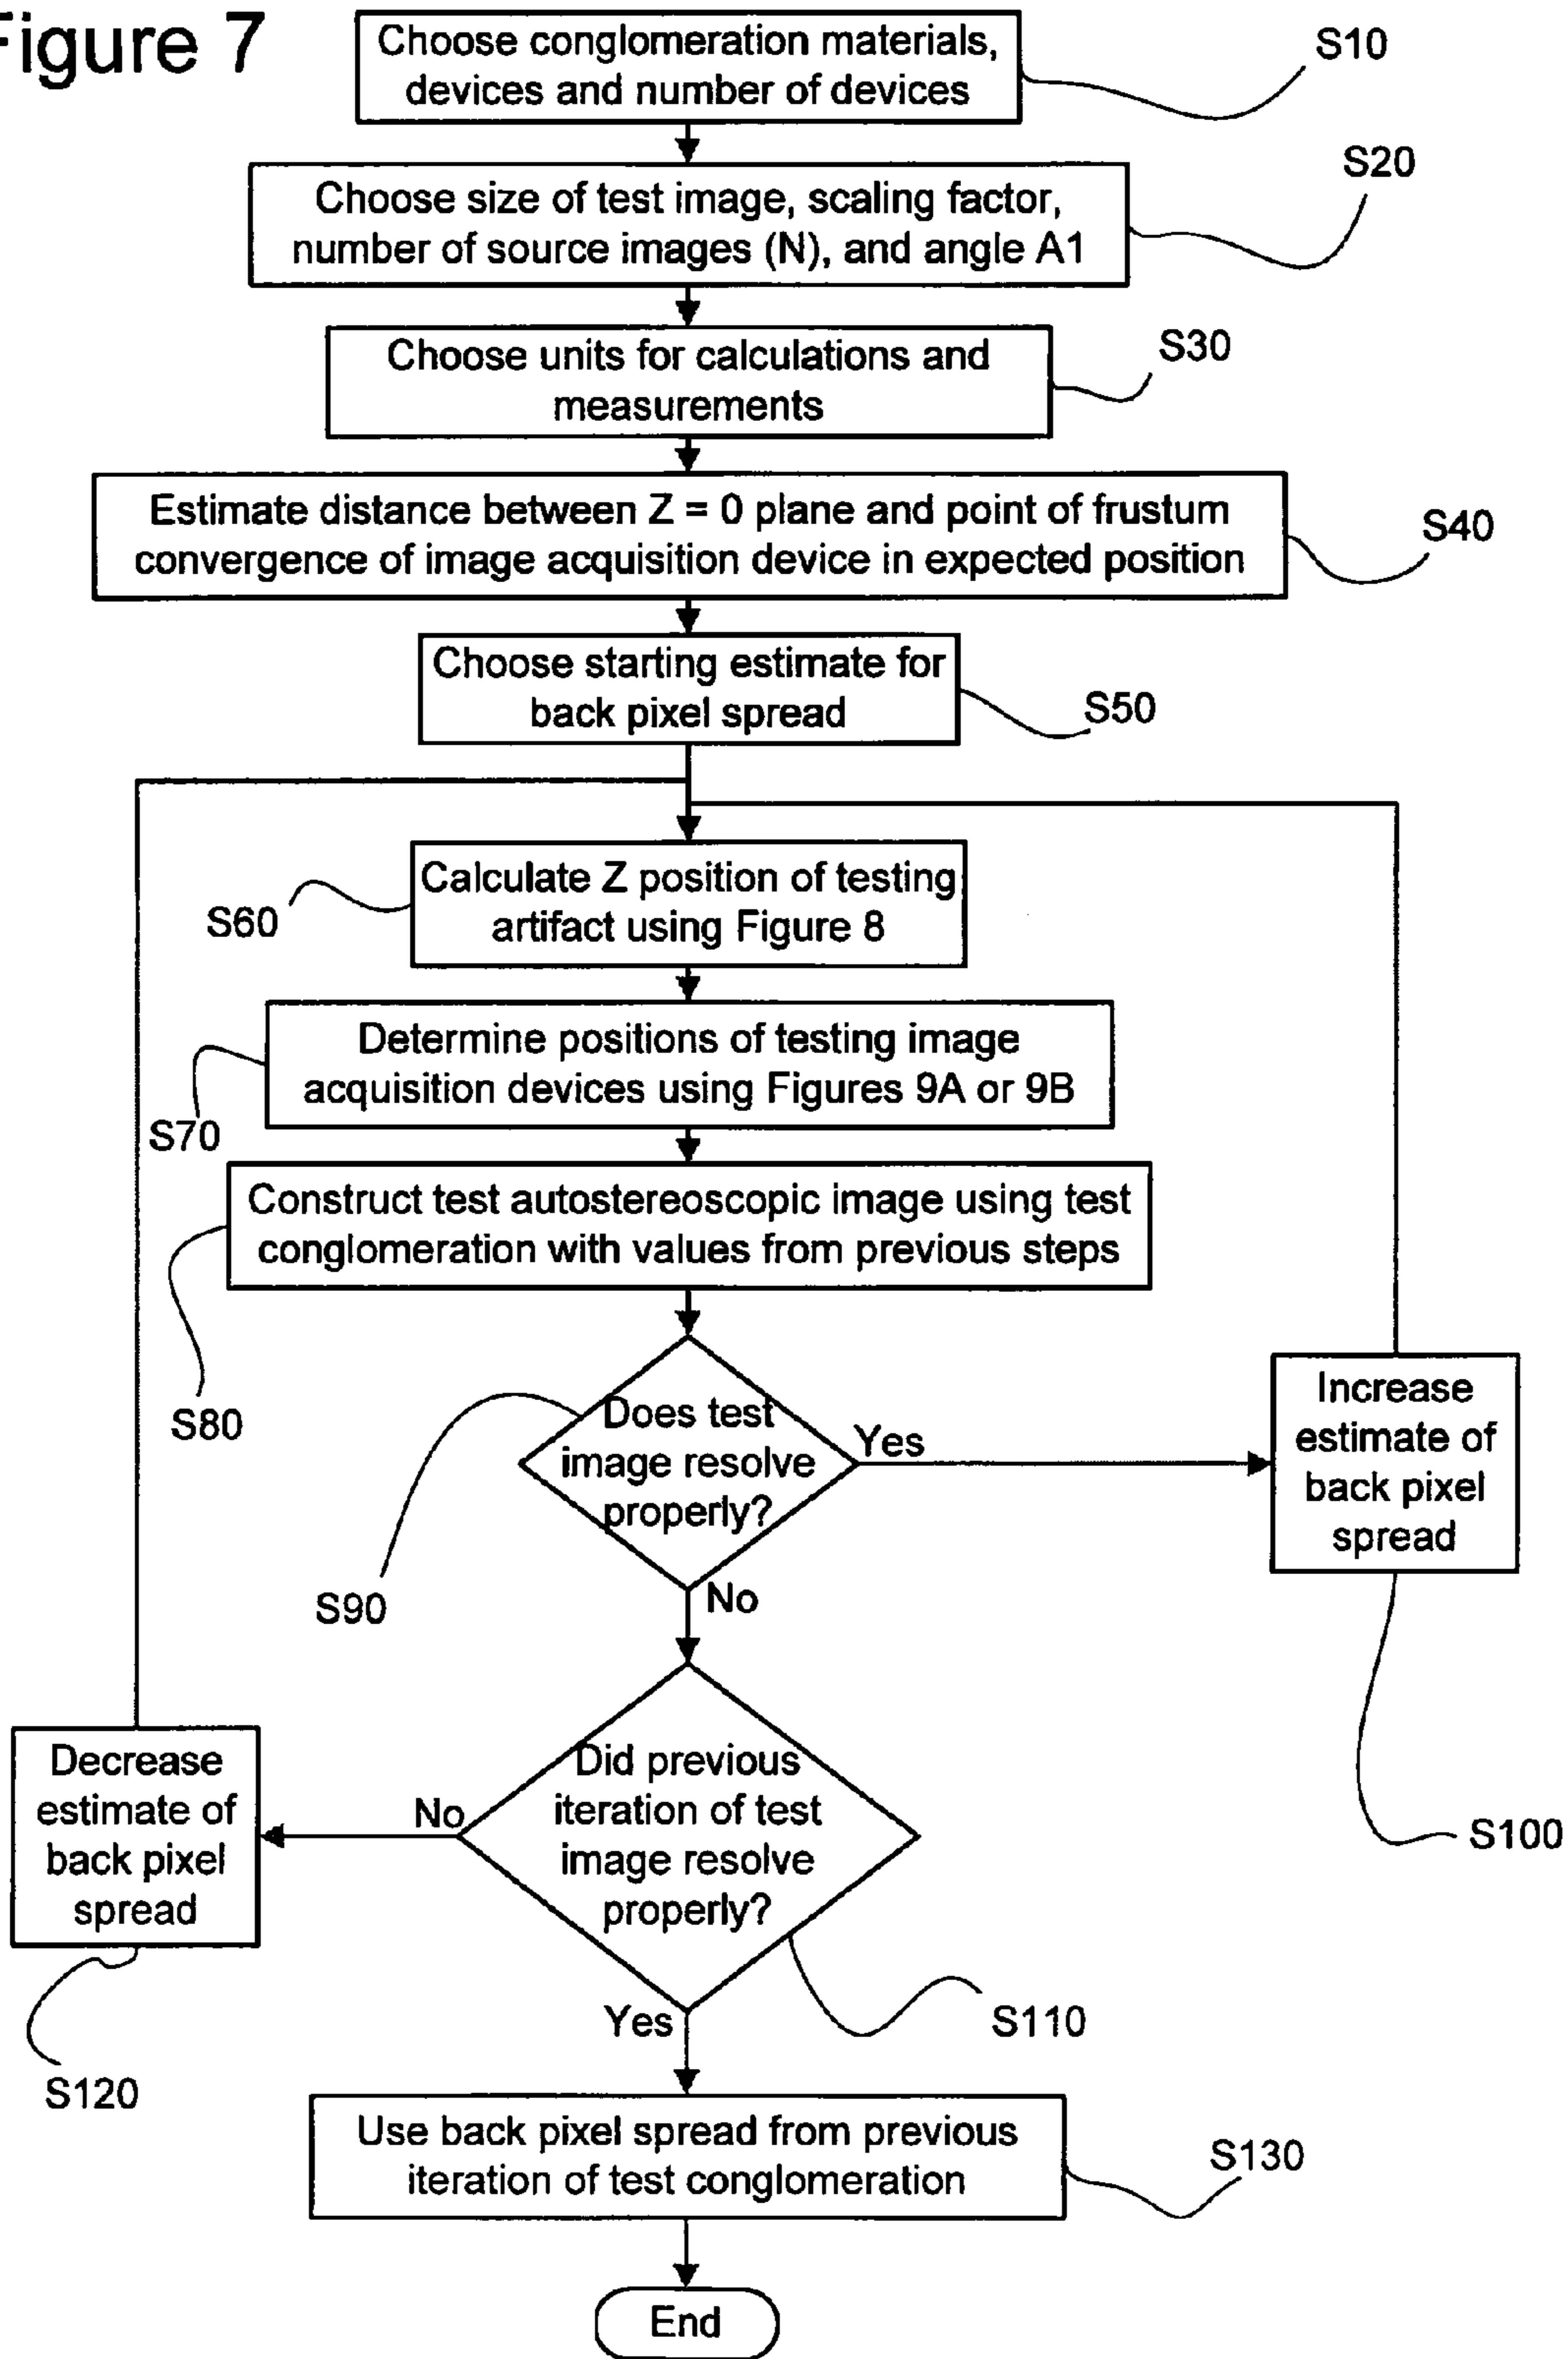 Figure 7
Choose conglomeration materials,
devices and number of devices
S10
Choose size of test image, scaling factor,
number of source images (N), and angle A1
S20
Choose units for calculations and
measurements
S30
Estimate distance between Z = 0 plane and point of frustum
convergence of image acquisition device in expected position
S40
Choose starting estimate for
back pixel spread
S50
Calculate Z position of testing
artifact using Figure 8
S60
Determine positions of testing image
acquisition devices using Figures 9A or 9B
S70
Construct test autostereoscopic image using test
conglomeration with values from previous steps
S80
Does test
image resolve
properly?
Yes
S90
No
Increase
estimate of
back pixel
spread
S100
Did previous
iteration of test
image resolve
properly?
No
Decrease
estimate of
back pixel
spread
S110
Yes
S120
Use back pixel spread from previous
iteration of test conglomeration
S130
End